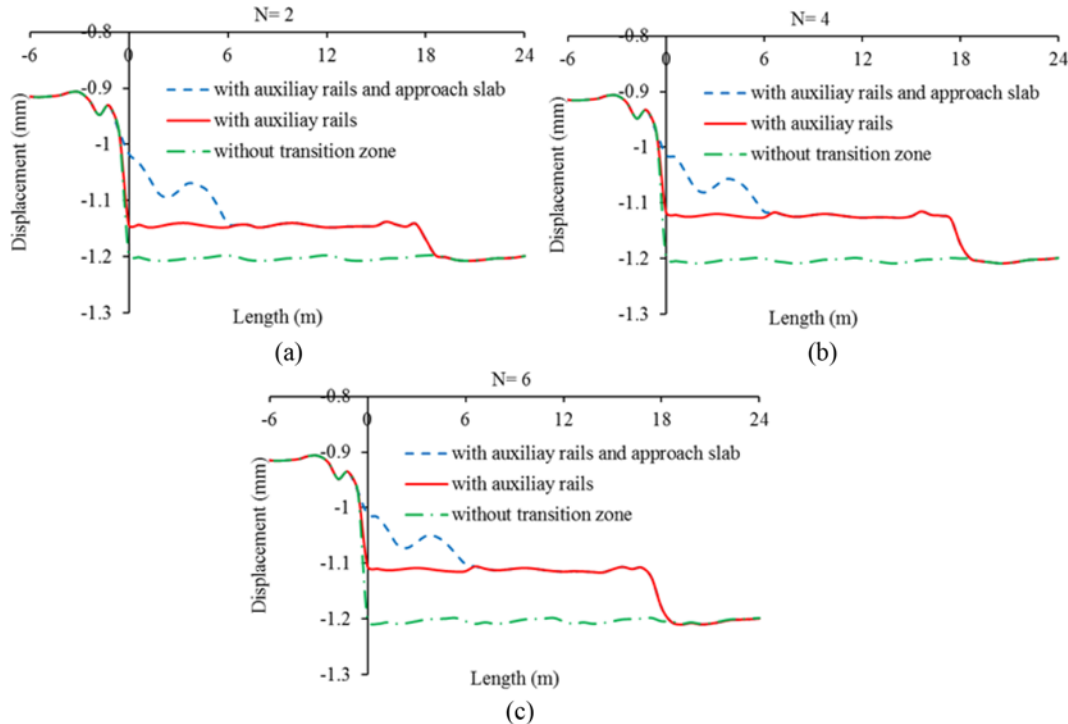 N= 2
-0.8
-6
0
6
12
18
24
-0.9
-1
-1.1
-1.2
-1.3
Displacement (mm)
with auxiliay rails and approach slab
with auxiliay rails
without transition zone
Length (m)
(a)
N= 4
-0.8
-6
0
6
12
18
24
-0.9
-1
-1.1
-1.2
-1.3
Displacement (mm)
with auxiliay rails and approach slab
with auxiliay rails
without transition zone
Length (m)
(b)
N= 6
-0.8
-6
0
6
12
18
24
-0.9
-1
-1.1
-1.2
-1.3
Displacement (mm)
with auxiliay rails and approach slab
with auxiliay rails
without transition zone
Length (m)
(c)